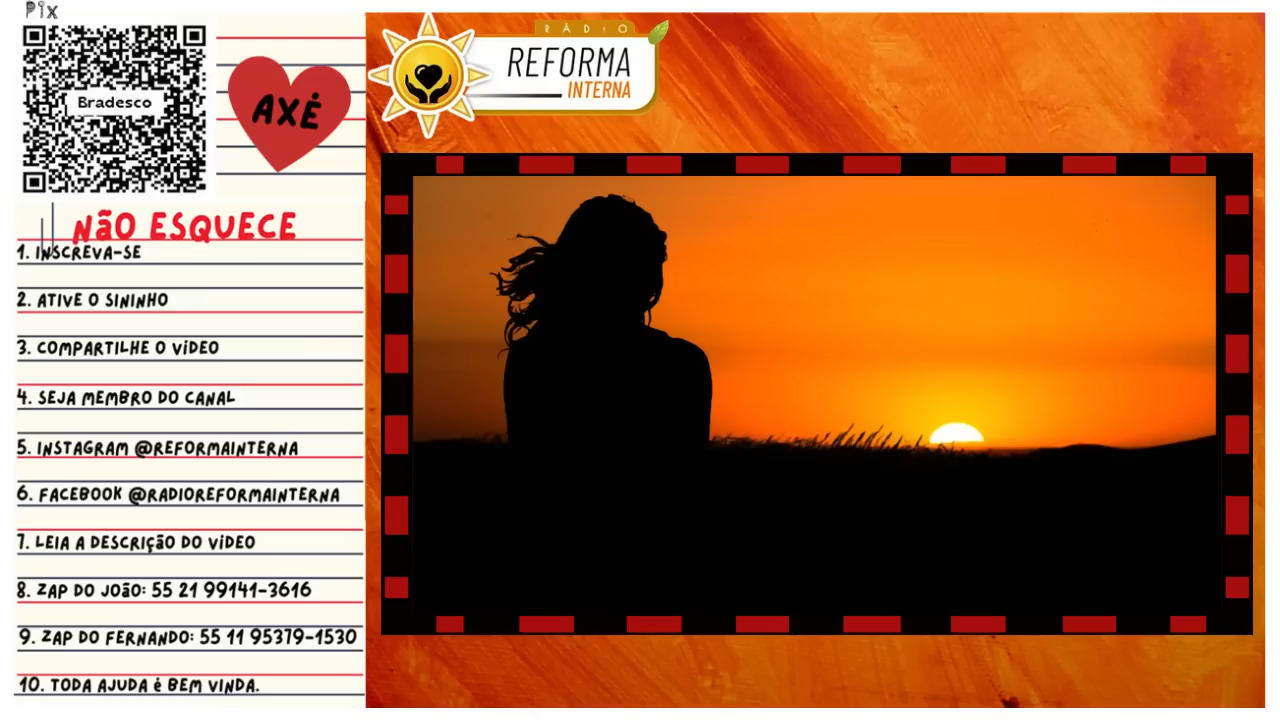 Pix
Bradesco
AXÉ
NãO ESQUECE
1. INSCREVA-SE
2. ATIVE O SININHO
3. COMPARTILHE O VíDEO
4. SEJA MEMBRO DO CANAL
5. INSTAGRAM @REFORMAINTERNA
6. FACEBOOK @RADIOREFORMAINTERNA
7. LEIA A DESCRIÇãO DO VíDEO
8. ZAP DO JOãO: 55 21 99141-3616
9. ZAP DO FERNANDO: 55 11 95379-1530
10. TODA AJUDA é BEM VINDA.
RÁDIO
REFORMA
INTERNA